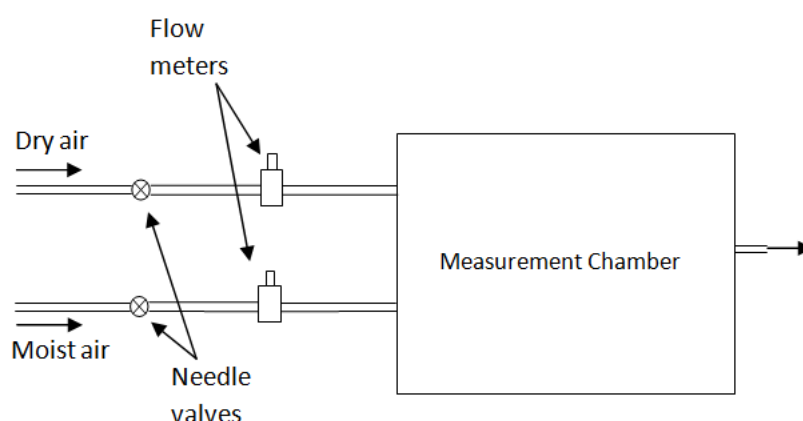 Flow
meters
Dry air
Measurement Chamber
Moist air
Needle
valves